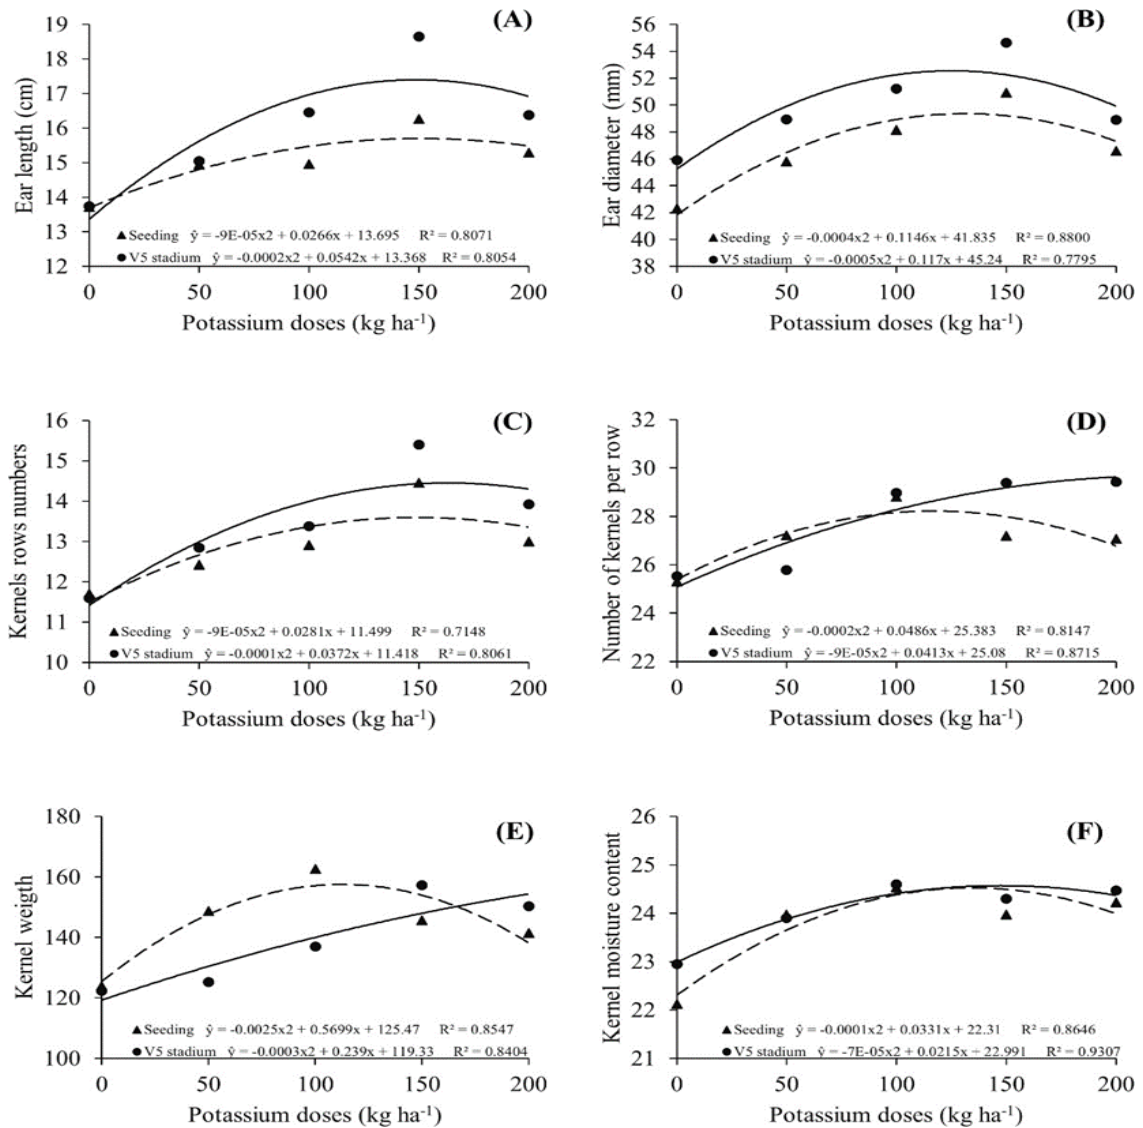 (A)
Ear length (cm)
19
18
17
16
15
14
13
12
Seeding ŷ = -9E-05x2 + 0.0266x + 13.695 R² = 0.8071
V5 stadium ŷ = -0.0002x2 + 0.0542x + 13.368 R² = 0.8054
0 50 100 150 200
Potassium doses (kg ha⁻¹)
(B)
Ear diameter (mm)
56
54
52
50
48
46
44
42
40
38
Seeding ŷ = -0.0004x2 + 0.1146x + 41.835 R² = 0.8800
V5 stadium ŷ = -0.0005x2 + 0.117x + 45.24 R² = 0.7795
0 50 100 150 200
Potassium doses (kg ha⁻¹)
(C)
Kernels rows numbers
16
15
14
13
12
11
10
Seeding ŷ = -9E-05x2 + 0.0281x + 11.499 R² = 0.7148
V5 stadium ŷ = -0.0001x2 + 0.0372x + 11.418 R² = 0.8061
0 50 100 150 200
Potassium doses (kg ha⁻¹)
(D)
Number of kernels per row
32
30
28
26
24
22
Seeding ŷ = -0.0002x2 + 0.0486x + 25.383 R² = 0.8147
V5 stadium ŷ = -9E-05x2 + 0.0413x + 25.08 R² = 0.8715
0 50 100 150 200
Potassium doses (kg ha⁻¹)
(E)
Kernel weigth
180
160
140
120
100
Seeding ŷ = -0.0025x2 + 0.5699x + 125.47 R² = 0.8547
V5 stadium ŷ = -0.0003x2 + 0.239x + 119.33 R² = 0.8404
0 50 100 150 200
Potassium doses (kg ha⁻¹)
(F)
Kernel moisture content
26
25
24
23
22
21
Seeding ŷ = -0.0001x2 + 0.0331x + 22.31 R² = 0.8646
V5 stadium ŷ = -7E-05x2 + 0.0215x + 22.991 R² = 0.9307
0 50 100 150 200
Potassium doses (kg ha⁻¹)